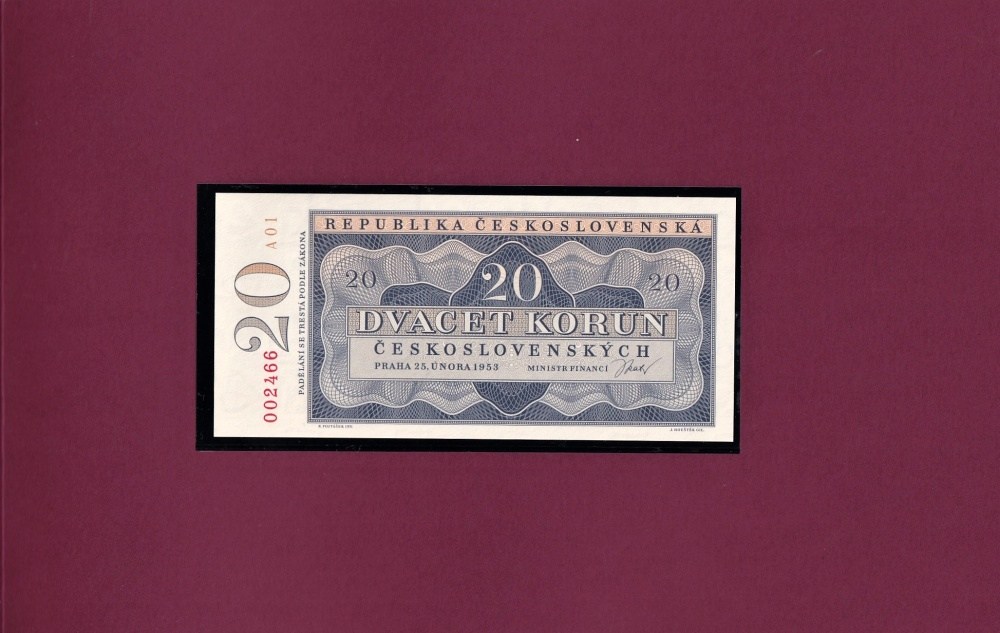 REPUBLIKA ČESKOSLOVENSKÁ
20
20
20
DVACET KORUN
ČESKOSLOVENSKÝCH
PRAHA 25. ÚNORA 1953
MINISTR FINANCÍ
A01
20
002466
PADĚLÁNÍ SE TRESTÁ PODLE ZÁKONA